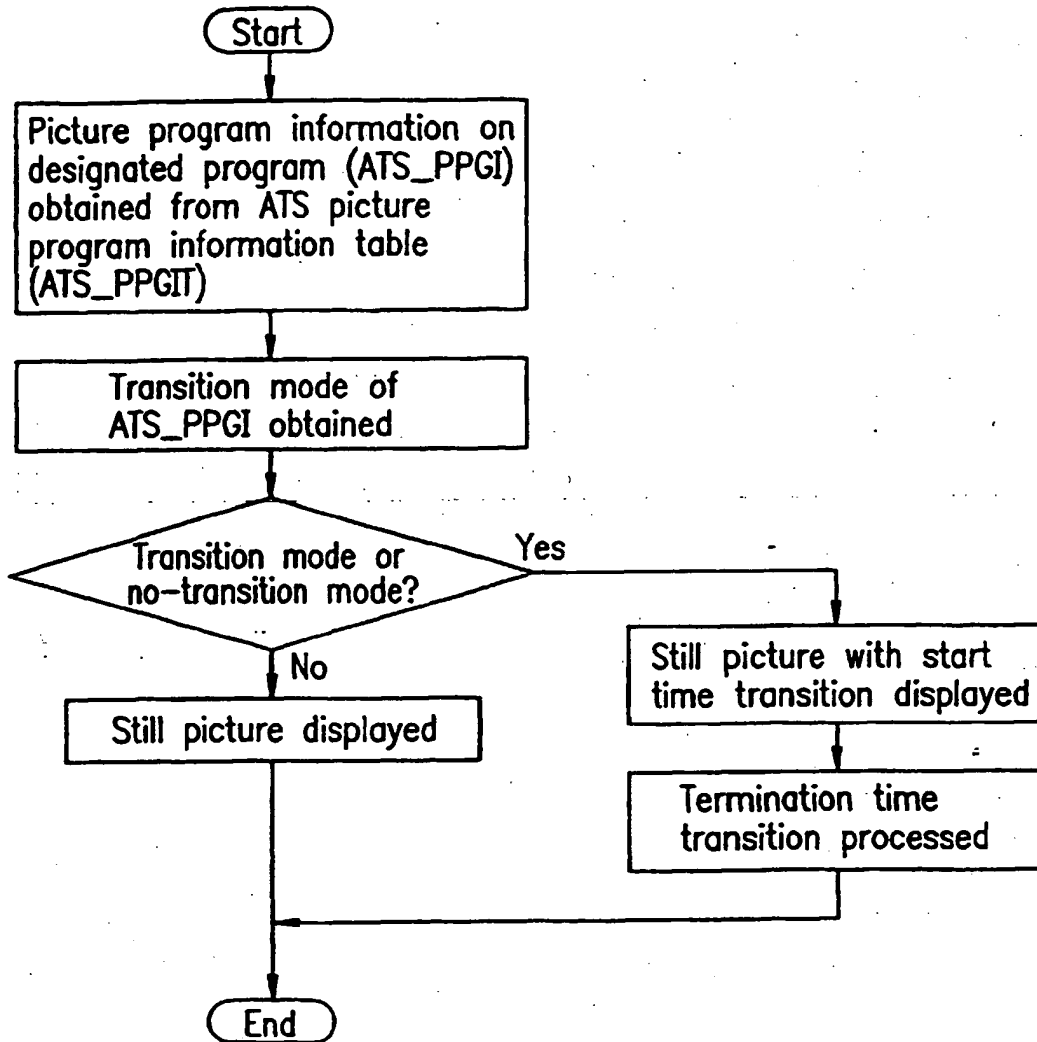 Start
Picture program information on
designated program (ATS_PPGI)
obtained from ATS picture
program information table
(ATS_PPGIT)
Transition mode of
ATS_PPGI obtained
Transition mode or
no-transition mode?
Yes
No
Still picture with start
time transition displayed
Still picture displayed
Termination time
transition processed
End